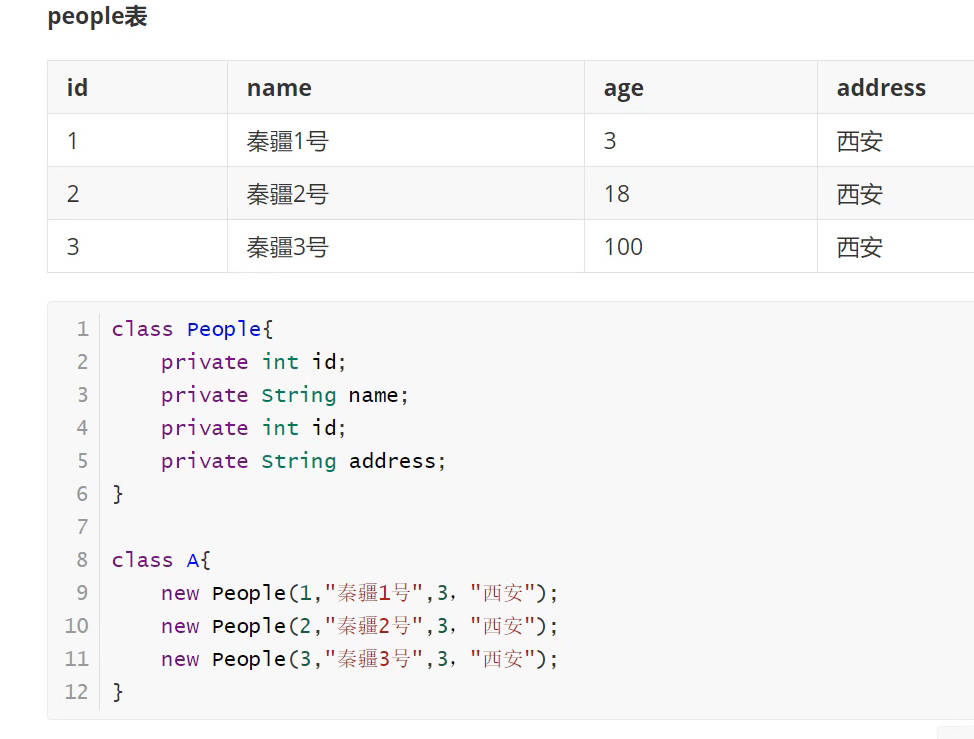 people表
id name age address
1 秦疆1号 3 西安
2 秦疆2号 18 西安
3 秦疆3号 100 西安
1 class People{
2 private int id;
3 private String name;
4 private int id;
5 private String address;
6 }
7
8 class A{
9 new People(1,"秦疆1号",3，"西安");
10 new People(2,"秦疆2号",3，"西安");
11 new People(3,"秦疆3号",3，"西安");
12 }